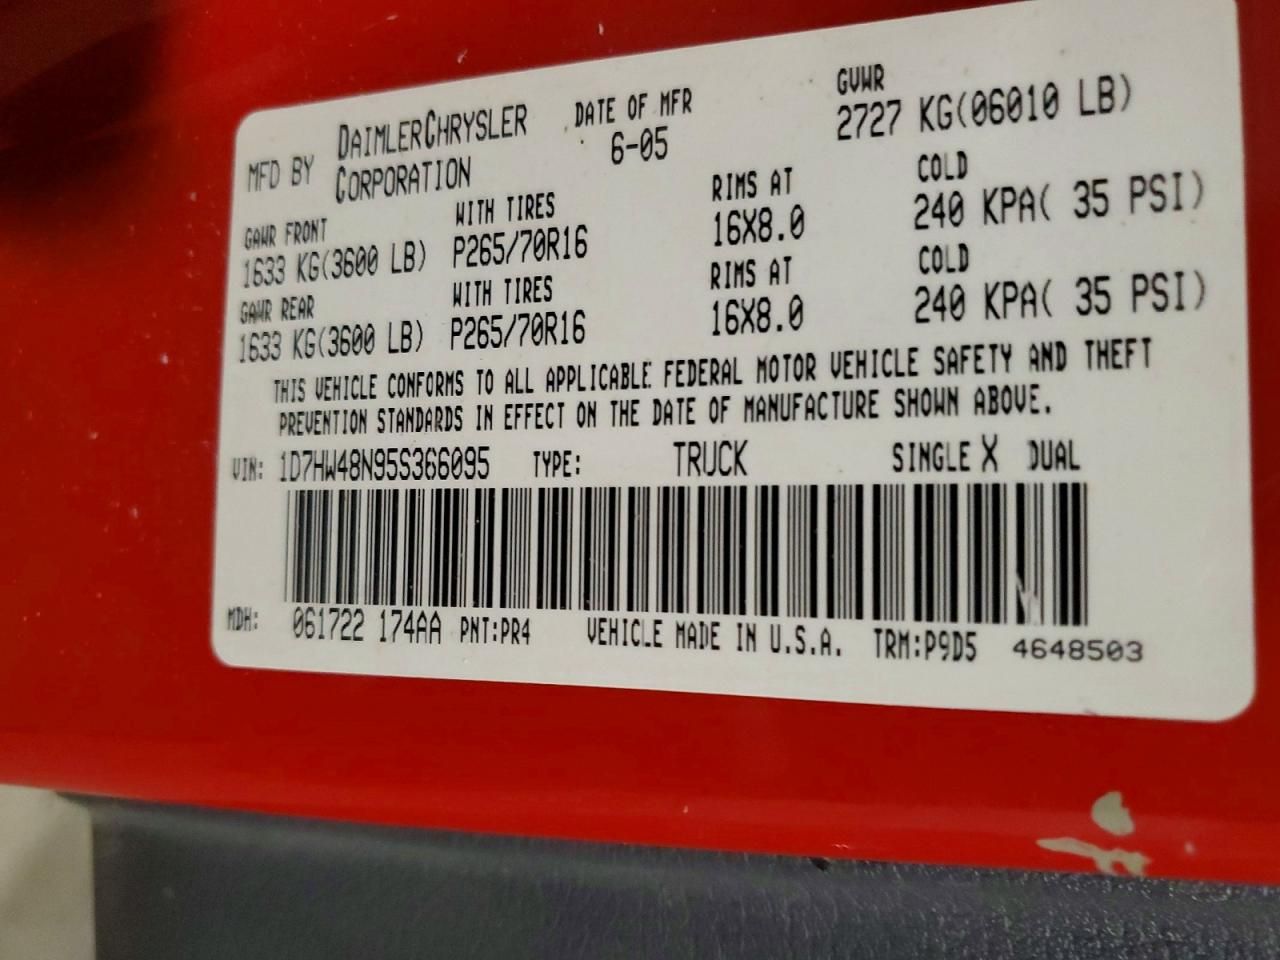 MFD BY DAIMLERCHRYSLER CORPORATION DATE OF MFR 6-05 GVWR 2727 KG(06010 LB)
GAWR FRONT WITH TIRES RIMS AT COLD
1633 KG(3600 LB) P265/70R16 16X8.0 240 KPA( 35 PSI)
GAWR REAR WITH TIRES RIMS AT COLD
1633 KG(3600 LB) P265/70R16 16X8.0 240 KPA( 35 PSI)
THIS VEHICLE CONFORMS TO ALL APPLICABLE FEDERAL MOTOR VEHICLE SAFETY AND THEFT
PREVENTION STANDARDS IN EFFECT ON THE DATE OF MANUFACTURE SHOWN ABOVE.
VIN: 1D7HW48N95S366095 TYPE: TRUCK SINGLE X DUAL
MDH: 061722 174AA PNT:PR4 VEHICLE MADE IN U.S.A. TRM:P9D5 4648503